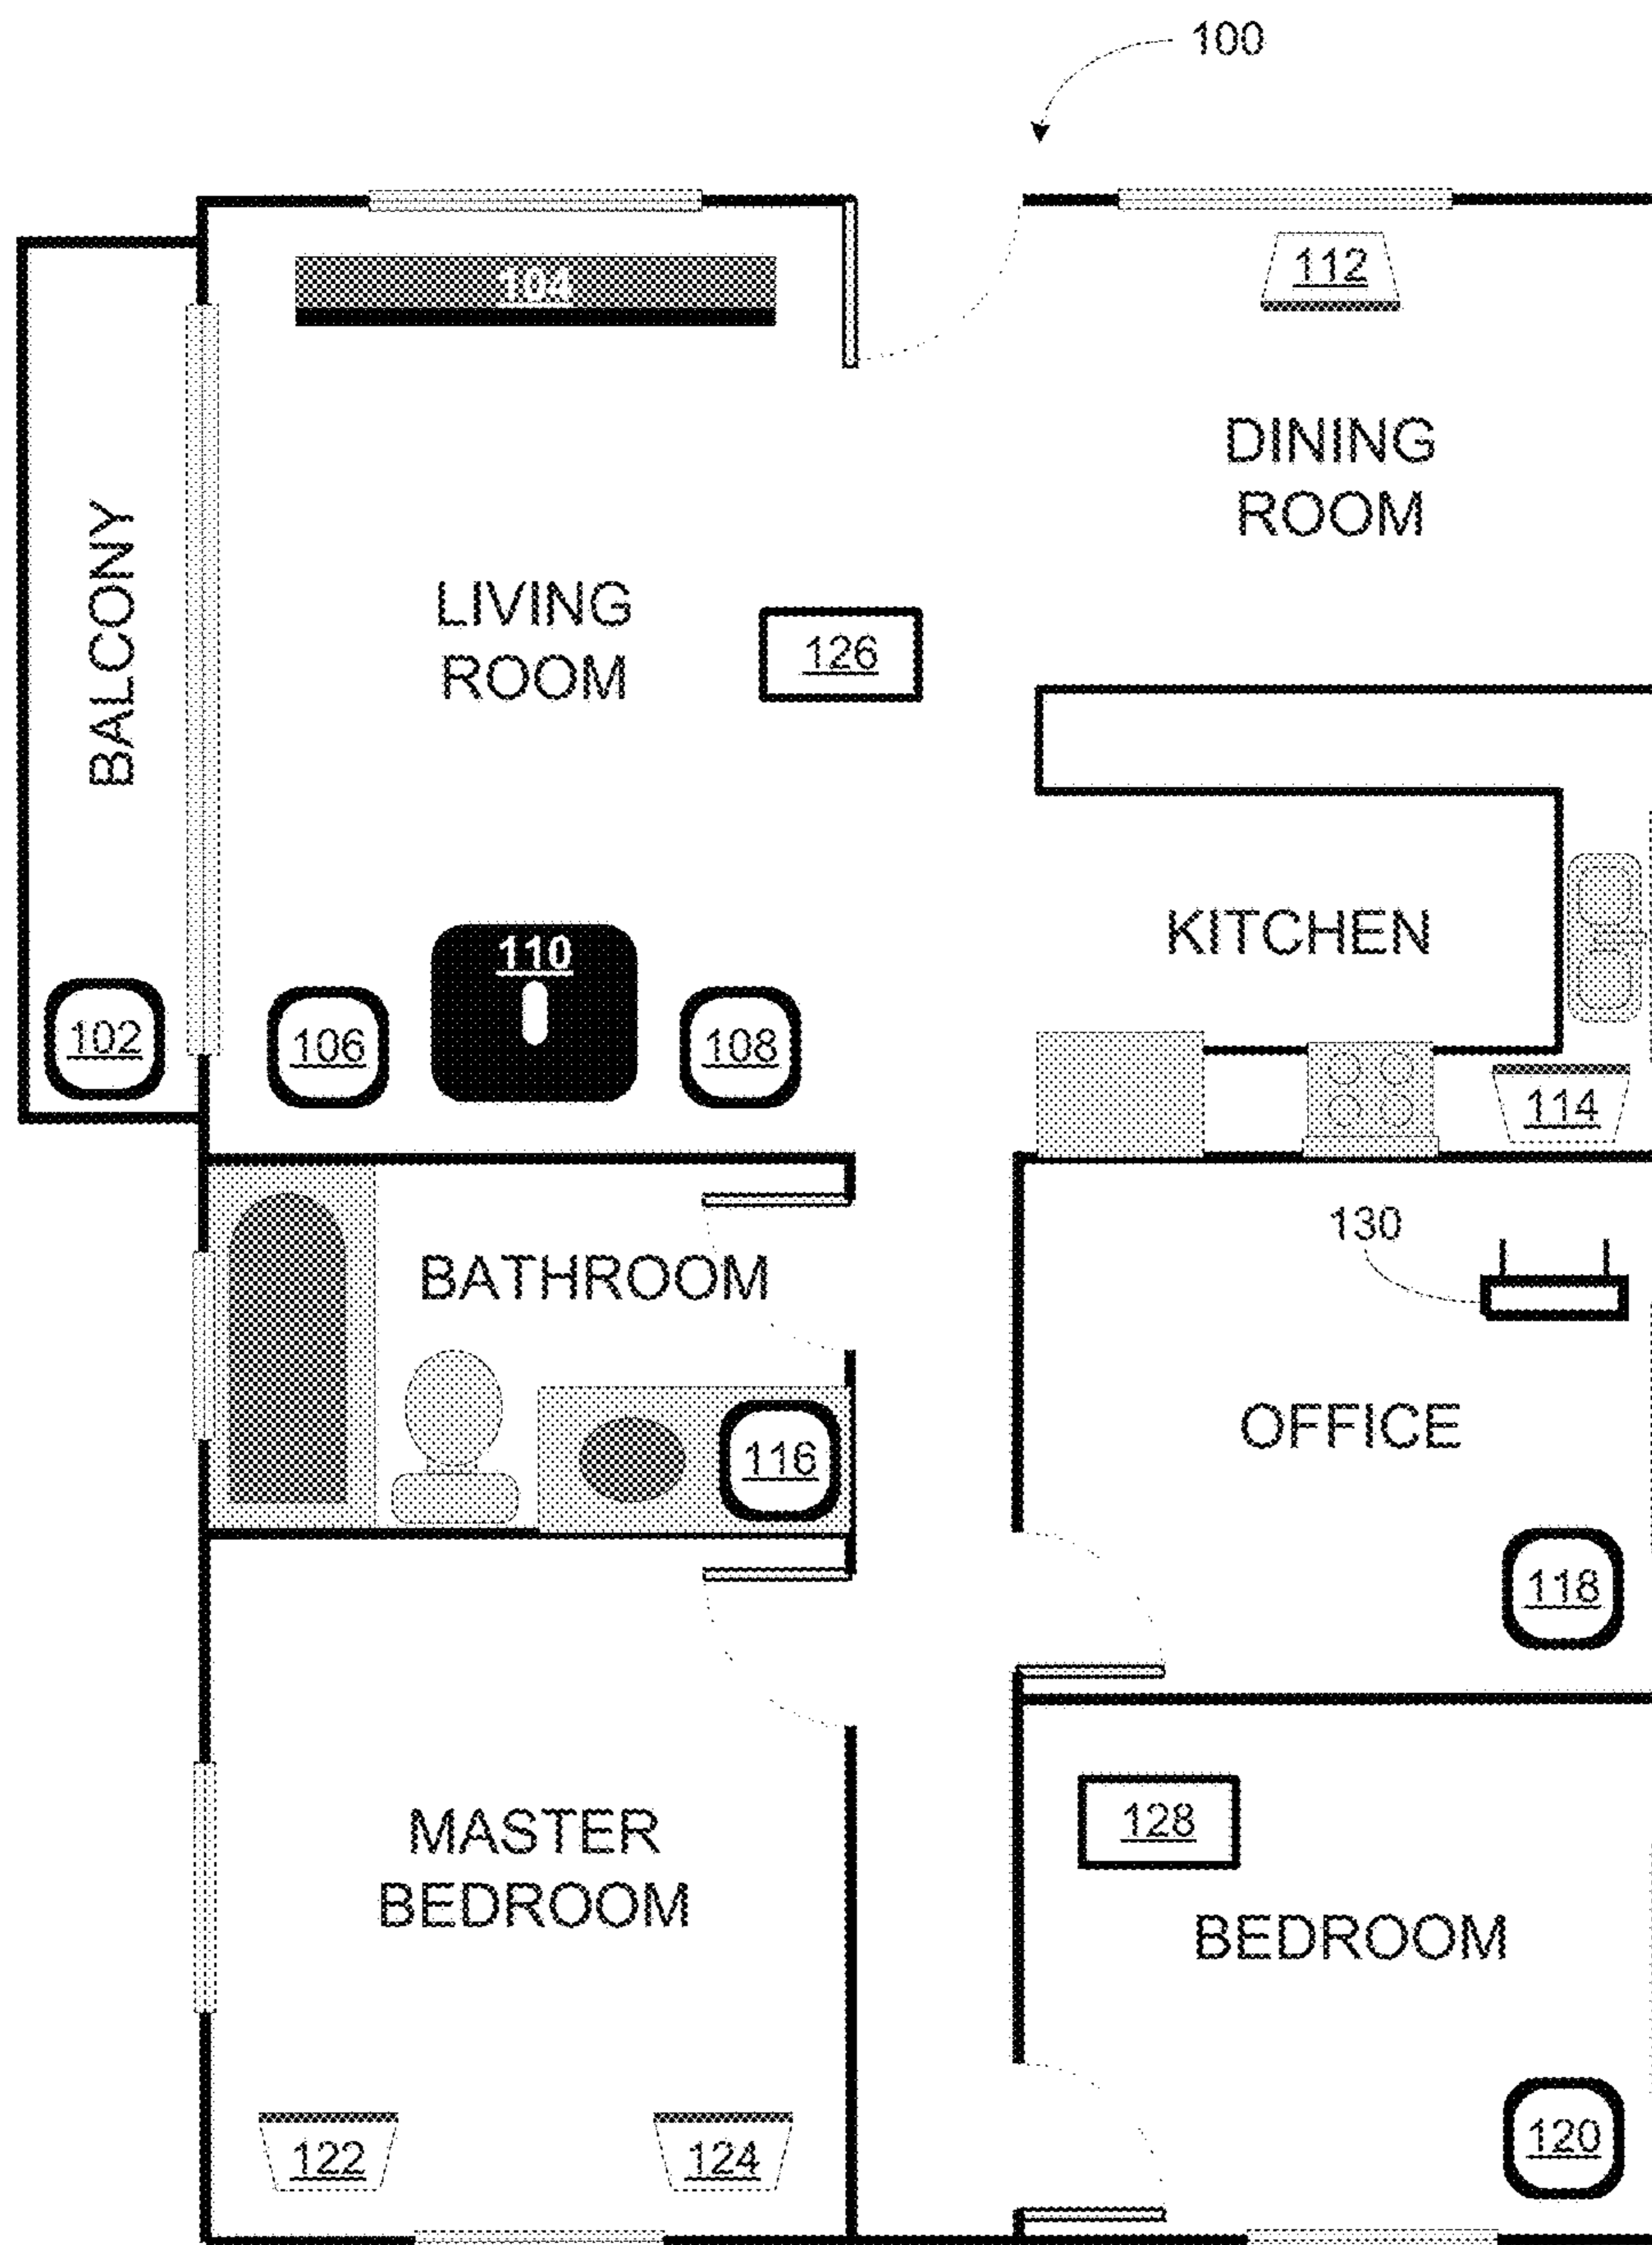 100
104
112
DINING
ROOM
BALCONY
LIVING
ROOM
126
110
KITCHEN
102
106
108
114
130
BATHROOM
OFFICE
116
118
128
MASTER
BEDROOM
BEDROOM
122
124
120